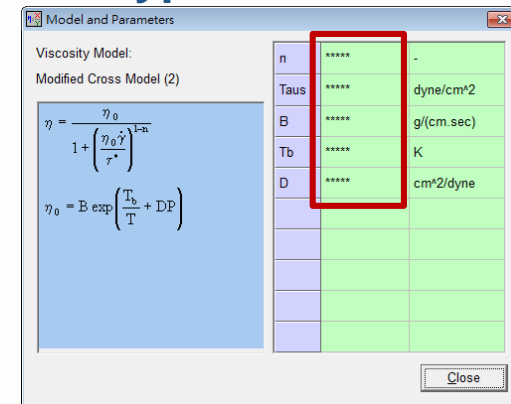 Model and Parameters
Viscosity Model:
Modified Cross Model (2)
η = η₀ / (1 + (η₀γ̇ / τ*)^(1-n))
η₀ = B exp(T_b / T + DP)
n ***** -
Taus ***** dyne/cm^2
B ***** g/(cm.sec)
Tb ***** K
D ***** cm^2/dyne
Close